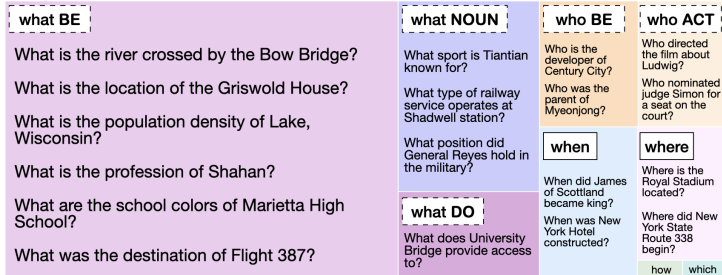 what BE
What is the river crossed by the Bow Bridge?
What is the location of the Griswold House?
What is the population density of Lake,
Wisconsin?
What is the profession of Shahan?
What are the school colors of Marietta High
School?
What was the destination of Flight 387?
what NOUN
What sport is Tiantian
known for?
What type of railway
service operates at
Shadwell station?
What position did
General Reyes hold in
the military?
what DO
What does University
Bridge provide access
to?
who BE
Who is the
developer of
Century City?
Who was the
parent of
Myeonjong?
who ACT
Who directed
the film about
Ludwig?
Who nominated
judge Simon for
a seat on the
court?
when
When did James
of Scottland
became king?
When was New
York Hotel
constructed?
where
Where is the
Royal Stadium
located?
Where did New
York State
Route 338
begin?
how
which